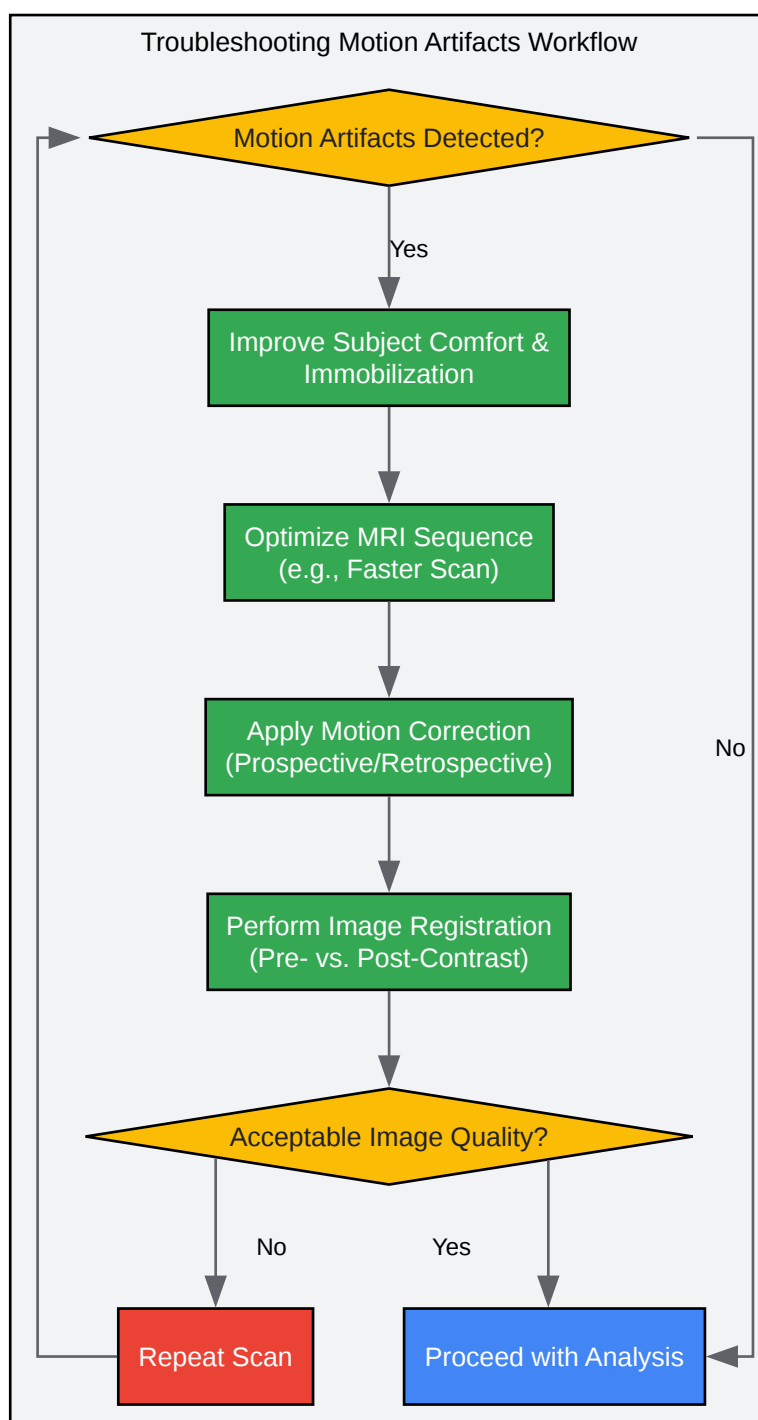 Troubleshooting Motion Artifacts Workflow
Motion Artifacts Detected?
Yes
Improve Subject Comfort &
Immobilization
Optimize MRI Sequence
(e.g., Faster Scan)
Apply Motion Correction
(Prospective/Retrospective)
No
Perform Image Registration
(Pre- vs. Post-Contrast)
Acceptable Image Quality?
No
Yes
Repeat Scan
Proceed with Analysis